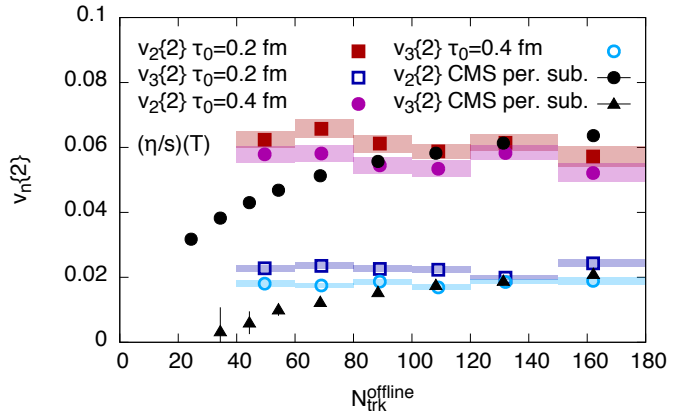 v2{2} τ0=0.2 fm v3{2} τ0=0.4 fm
v3{2} τ0=0.2 fm v2{2} CMS per. sub.
v2{2} τ0=0.4 fm v3{2} CMS per. sub.
(η/s)(T)
vn{2}
0.1
0.08
0.06
0.04
0.02
0
0 20 40 60 80 100 120 140 160 180
Ntrk^offline